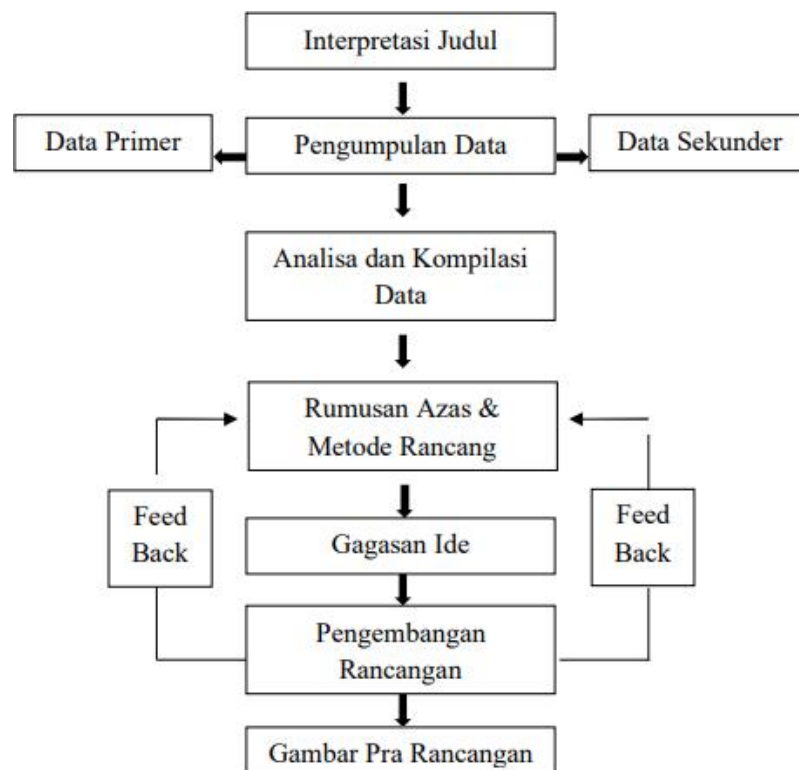 Interpretasi Judul
Data Primer
Pengumpulan Data
Data Sekunder
Analisa dan Kompilasi
Data
Rumusan Azas &
Metode Rancang
Feed
Back
Gagasan Ide
Feed
Back
Pengembangan
Rancangan
Gambar Pra Rancangan